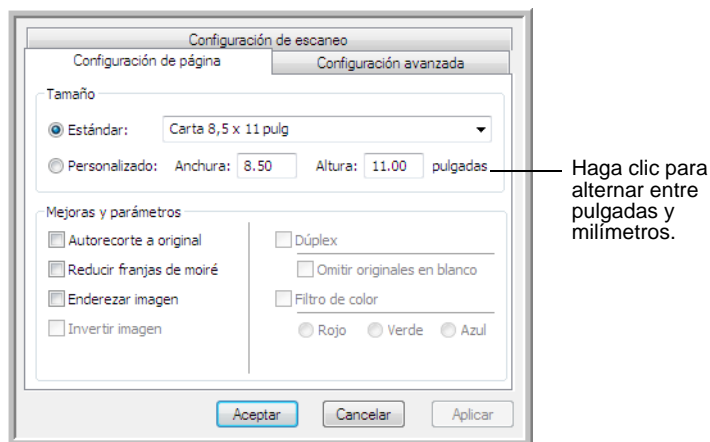 Configuración de escaneo
Configuración de página
Configuración avanzada
Tamaño
Estándar: Carta 8,5 x 11 pulg
Personalizado: Anchura: 8.50 Altura: 11.00 pulgadas
Haga clic para
alternar entre
pulgadas y
milímetros.
Mejoras y parámetros
Autorecorte a original
Reducir franjas de moiré
Enderezar imagen
Invertir imagen
Dúplex
Omitir originales en blanco
Filtro de color
Rojo Verde Azul
Aceptar Cancelar Aplicar